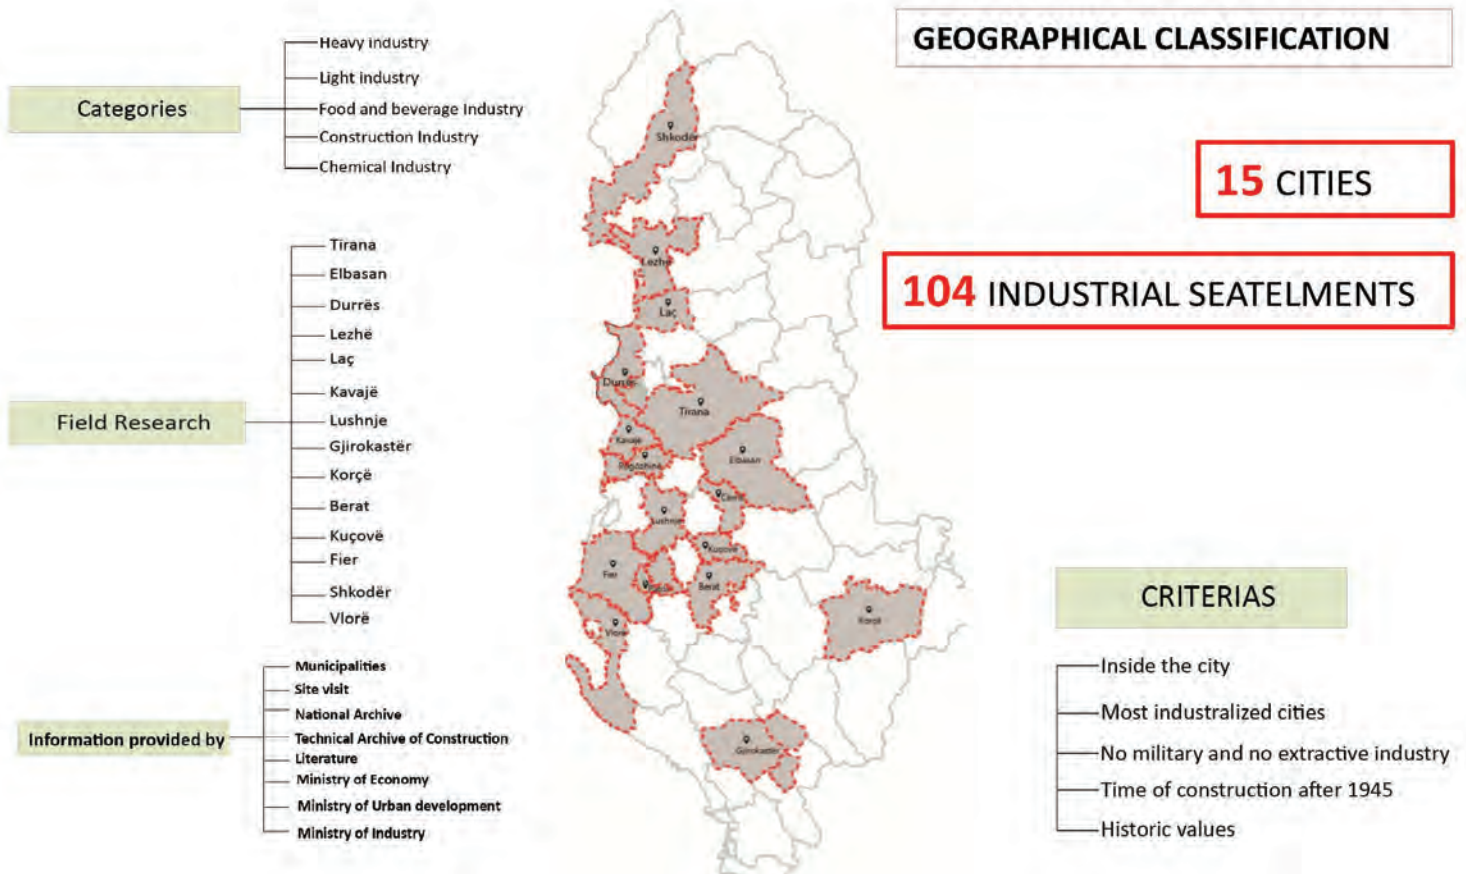 GEOGRAPHICAL CLASSIFICATION
15 CITIES
104 INDUSTRIAL SEATELMENTS
Categories
Heavy industry
Light industry
Food and beverage Industry
Construction Industry
Chemical Industry
Field Research
Tirana
Elbasan
Durrës
Lezhë
Laç
Kavajë
Lushnje
Gjirokastër
Korçë
Berat
Kuçovë
Fier
Shkodër
Vlorë
Information provided by
Municipalities
Site visit
National Archive
Technical Archive of Construction
Literature
Ministry of Economy
Ministry of Urban development
Ministry of Industry
Shkodër
Lezhë
Laç
Durrës
Tirana
Kavajë
Rrogozhinë
Elbasan
Lushnje
Kuçovë
Fier
Berat
Vlorë
Korçë
Gjirokastër
CRITERIAS
Inside the city
Most industralized cities
No military and no extractive industry
Time of construction after 1945
Historic values